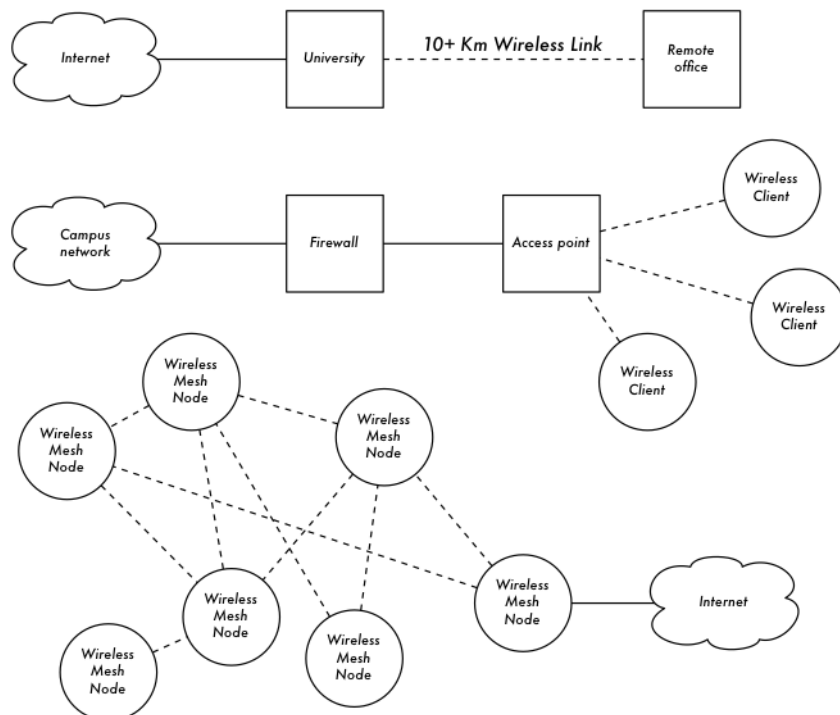 Internet
University
10+ Km Wireless Link
Remote
office
Campus
network
Firewall
Access point
Wireless
Client
Wireless
Client
Wireless
Client
Wireless
Mesh
Node
Wireless
Mesh
Node
Wireless
Mesh
Node
Wireless
Mesh
Node
Wireless
Mesh
Node
Wireless
Mesh
Node
Wireless
Mesh
Node
Internet